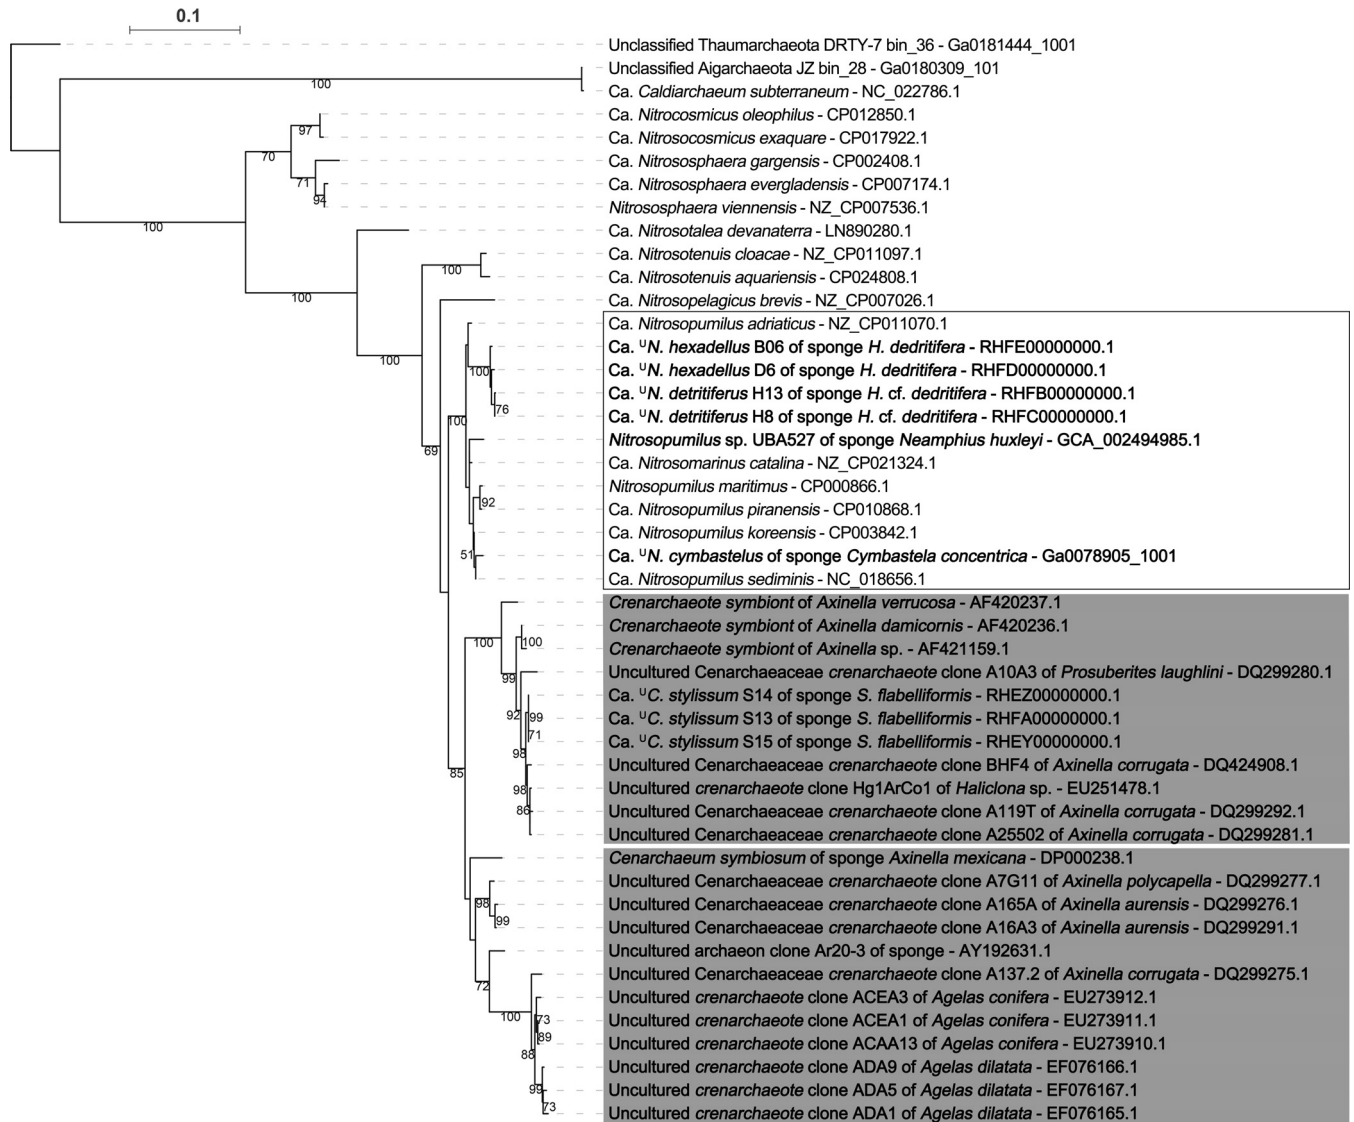 0.1
Unclassified Thaumarchaeota DRTY-7 bin_36 - Ga0181444_1001
Unclassified Aigarchaeota JZ bin_28 - Ga0180309_101
100
Ca. Caldiarchaeum subterraneum - NC_022786.1
Ca. Nitrocosmicus oleophilus - CP012850.1
97
Ca. Nitrosocosmicus exaquare - CP017922.1
70
Ca. Nitrososphaera gargensis - CP002408.1
71
Ca. Nitrososphaera evergladensis - CP007174.1
94
Nitrososphaera viennensis - NZ_CP007536.1
100
Ca. Nitrosotalea devanaterra - LN890280.1
Ca. Nitrosotenuis cloacae - NZ_CP011097.1
100
Ca. Nitrosotenuis aquariensis - CP024808.1
100
Ca. Nitrosopelagicus brevis - NZ_CP007026.1
Ca. Nitrosopumilus adriaticus - NZ_CP011070.1
Ca. ᵁN. hexadellus B06 of sponge H. dedritifera - RHFE00000000.1
100
100
Ca. ᵁN. hexadellus D6 of sponge H. dedritifera - RHFD00000000.1
Ca. ᵁN. detritiferus H13 of sponge H. cf. dedritifera - RHFB00000000.1
76
Ca. ᵁN. detritiferus H8 of sponge H. cf. dedritifera - RHFC00000000.1
100
Nitrosopumilus sp. UBA527 of sponge Neamphius huxleyi - GCA_002494985.1
69
Ca. Nitrosomarinus catalina - NZ_CP021324.1
Nitrosopumilus maritimus - CP000866.1
92
Ca. Nitrosopumilus piranensis - CP010868.1
Ca. Nitrosopumilus koreensis - CP003842.1
51
Ca. ᵁN. cymbastelus of sponge Cymbastela concentrica - Ga0078905_1001
Ca. Nitrosopumilus sediminis - NC_018656.1
Crenarchaeote symbiont of Axinella verrucosa - AF420237.1
Crenarchaeote symbiont of Axinella damicornis - AF420236.1
100
100
Crenarchaeote symbiont of Axinella sp. - AF421159.1
Uncultured Cenarchaeaceae crenarchaeote clone A10A3 of Prosuberites laughlini - DQ299280.1
99
Ca. ᵁC. stylissum S14 of sponge S. flabelliformis - RHEZ00000000.1
92
99
Ca. ᵁC. stylissum S13 of sponge S. flabelliformis - RHFA00000000.1
71
Ca. ᵁC. stylissum S15 of sponge S. flabelliformis - RHEY00000000.1
98
Uncultured Cenarchaeaceae crenarchaeote clone BHF4 of Axinella corrugata - DQ424908.1
85
Uncultured crenarchaeote clone Hg1ArCo1 of Haliclona sp. - EU251478.1
98
Uncultured Cenarchaeaceae crenarchaeote clone A119T of Axinella corrugata - DQ299292.1
86
Uncultured Cenarchaeaceae crenarchaeote clone A25502 of Axinella corrugata - DQ299281.1
Cenarchaeum symbiosum of sponge Axinella mexicana - DP000238.1
Uncultured Cenarchaeaceae crenarchaeote clone A7G11 of Axinella polycapella - DQ299277.1
98
Uncultured Cenarchaeaceae crenarchaeote clone A165A of Axinella aurensis - DQ299276.1
99
Uncultured Cenarchaeaceae crenarchaeote clone A16A3 of Axinella aurensis - DQ299291.1
Uncultured archaeon clone Ar20-3 of sponge - AY192631.1
Uncultured Cenarchaeaceae crenarchaeote clone A137.2 of Axinella corrugata - DQ299275.1
72
Uncultured crenarchaeote clone ACEA3 of Agelas conifera - EU273912.1
100
73
Uncultured crenarchaeote clone ACEA1 of Agelas conifera - EU273911.1
89
Uncultured crenarchaeote clone ACAA13 of Agelas conifera - EU273910.1
88
Uncultured crenarchaeote clone ADA9 of Agelas dilatata - EF076166.1
99
Uncultured crenarchaeote clone ADA5 of Agelas dilatata - EF076167.1
73
Uncultured crenarchaeote clone ADA1 of Agelas dilatata - EF076165.1